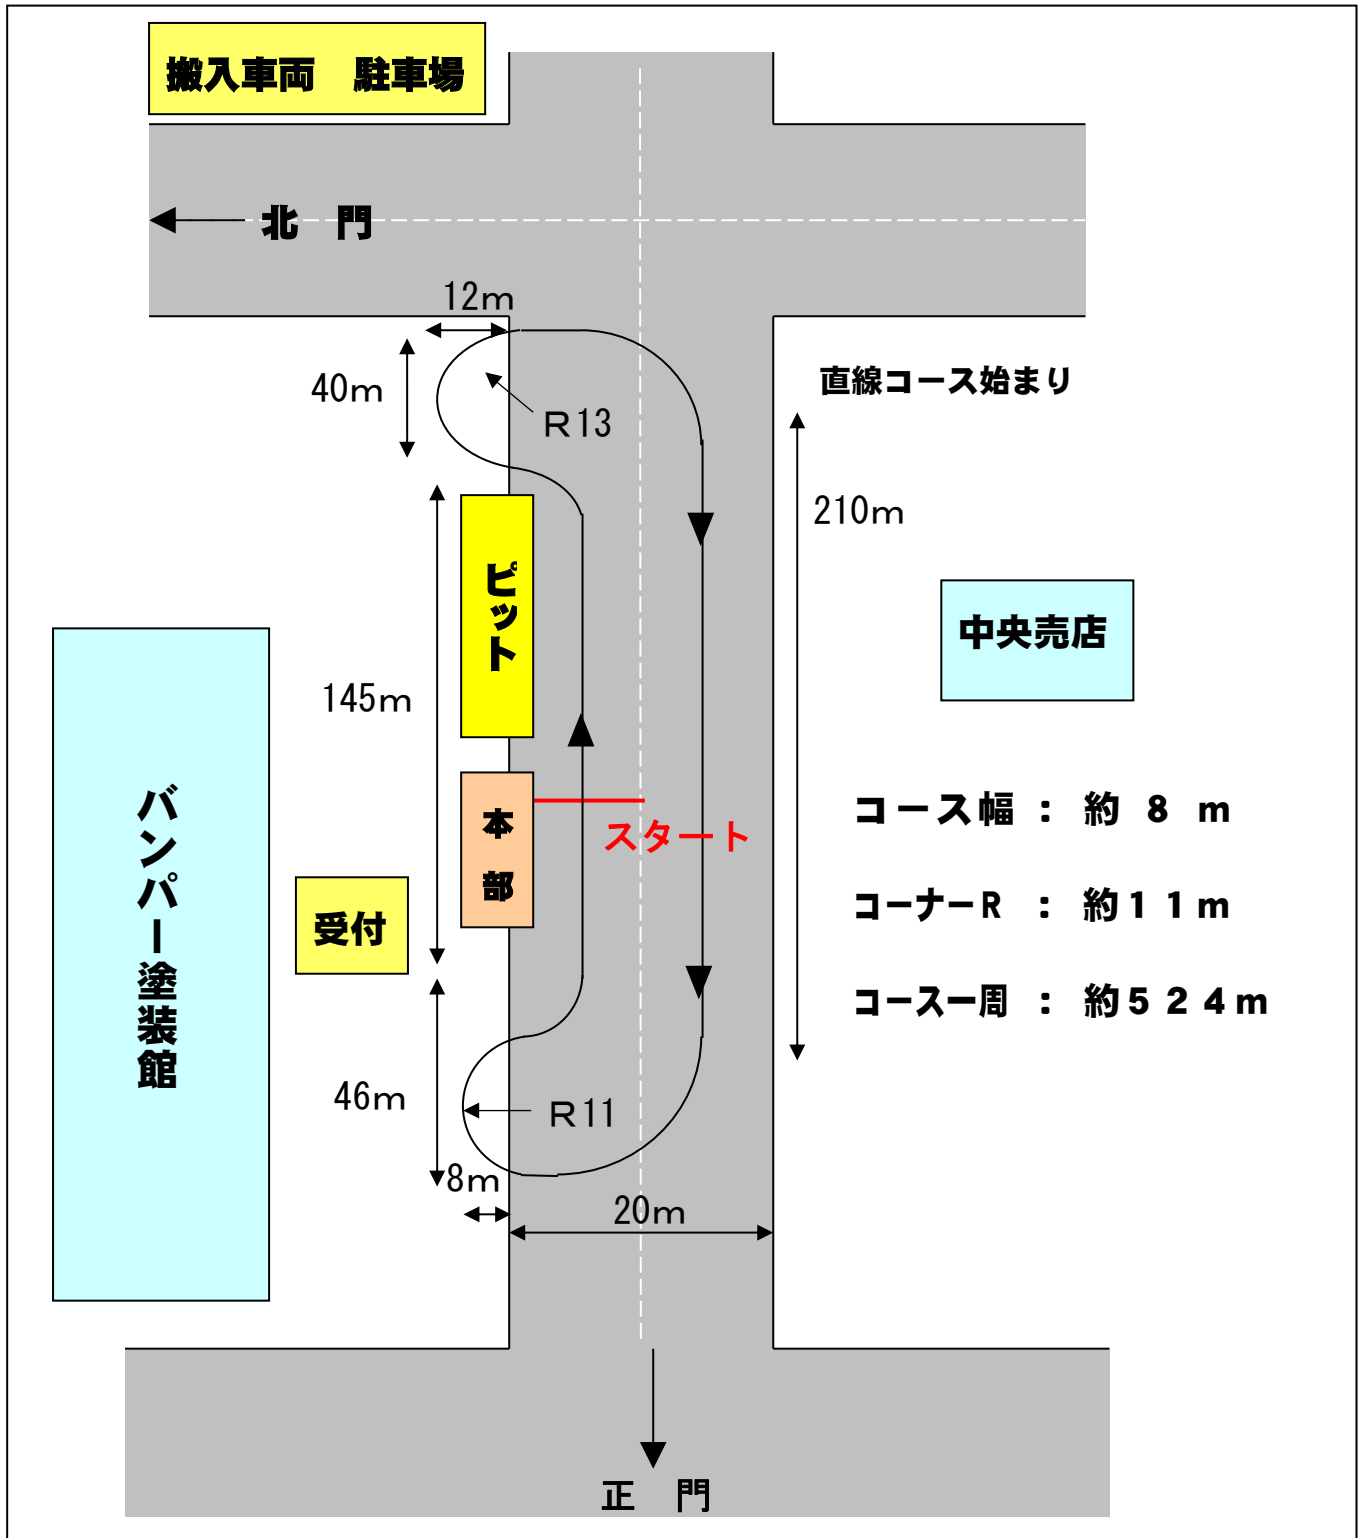 搬入車両　駐車場
北　門
12m
40m
R13
直線コース始まり
210m
ピット
中央売店
145m
バンパー塗装館
本部
スタート
コース幅　：　約　8　m
受付
コーナーR　：　約１１m
コース一周　：　約５２４m
46m
R11
8m
20m
正　門